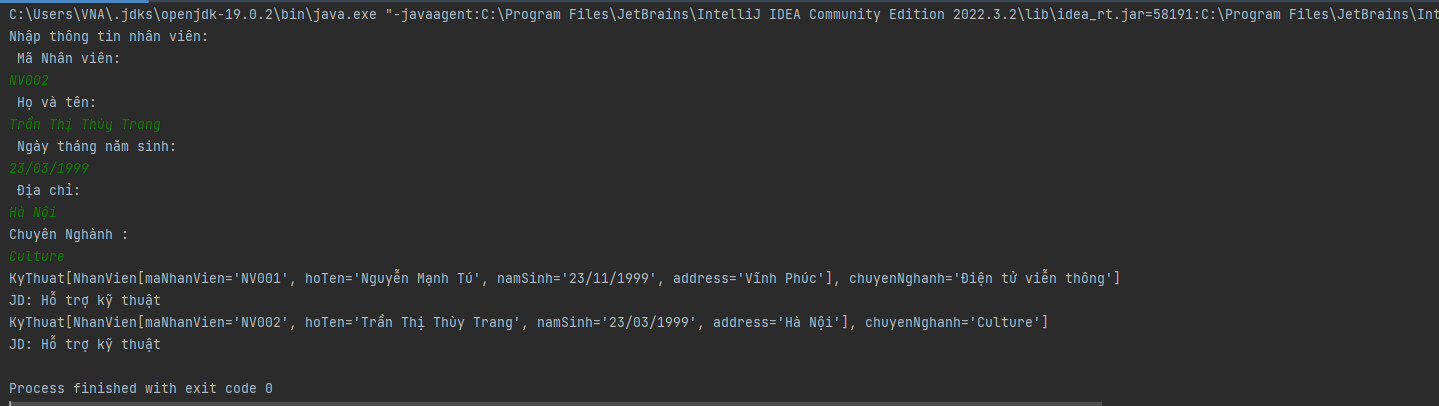 C:\Users\VNA\.jdks\openjdk-19.0.2\bin\java.exe "-javaagent:C:\Program Files\JetBrains\IntelliJ IDEA Community Edition 2022.3.2\lib\idea_rt.jar=58191:C:\Program Files\JetBrains\Int
Nhập thông tin nhân viên:
Mã Nhân viên:
NV002
Họ và tên:
Trần Thị Thùy Trang
Ngày tháng năm sinh:
23/03/1999
Địa chỉ:
Hà Nội
Chuyên Nghành :
Culture
KyThuat[NhanVien[maNhanVien='NV001', hoTen='Nguyễn Mạnh Tú', namSinh='23/11/1999', address='Vĩnh Phúc'], chuyenNghanh='Điện tử viễn thông']
JD: Hỗ trợ kỹ thuật
KyThuat[NhanVien[maNhanVien='NV002', hoTen='Trần Thị Thùy Trang', namSinh='23/03/1999', address='Hà Nội'], chuyenNghanh='Culture']
JD: Hỗ trợ kỹ thuật
Process finished with exit code 0